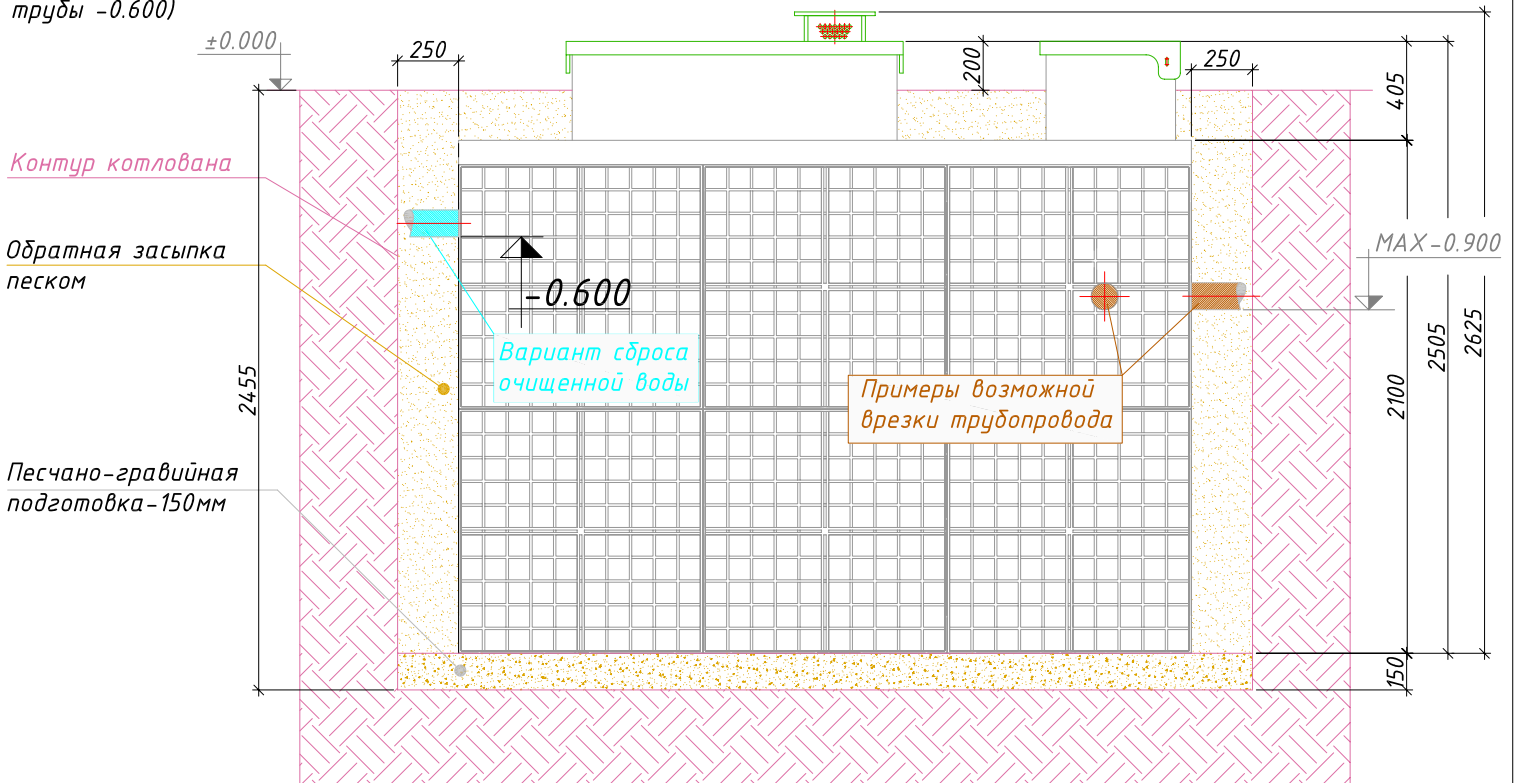 трубы -0.600)
±0.000
250
200
250
405
Контур котлована
Обратная засыпка
песком
-0.600
MAX-0.900
2625
2505
2100
2455
Вариант сброса
очищенной воды
Примеры возможной
врезки трубопровода
Песчано-гравийная
подготовка-150мм
150